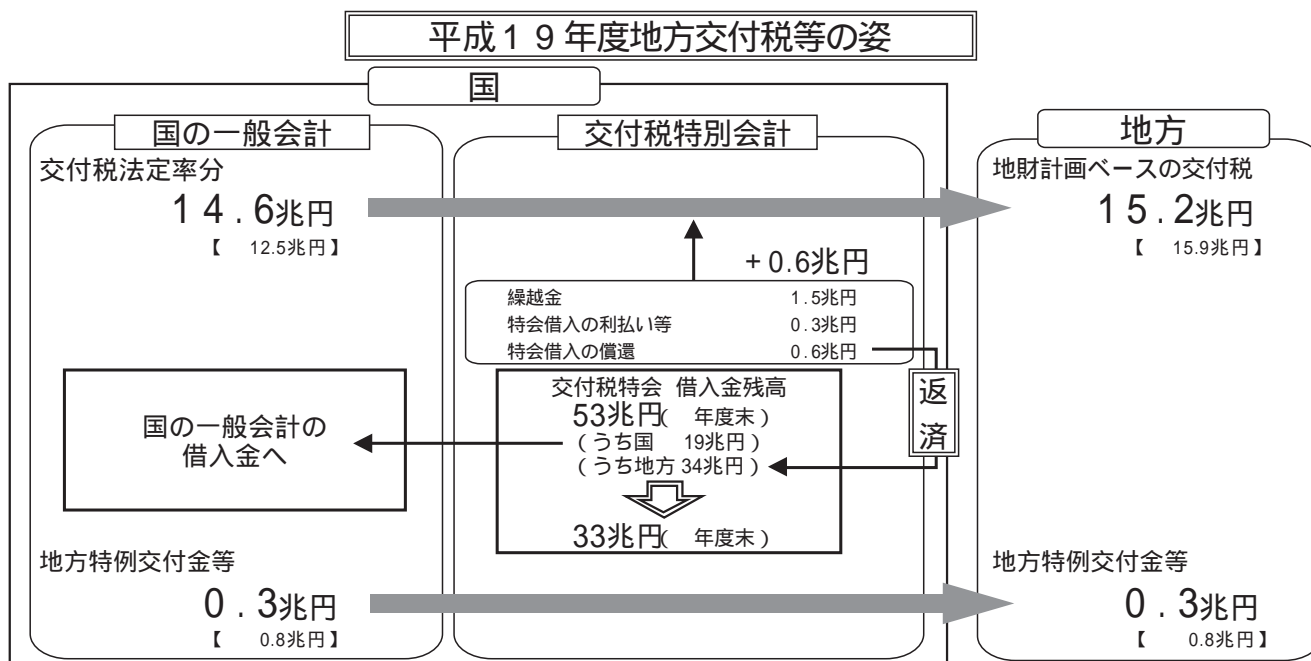 平成１９年度地方交付税等の姿
国
国の一般会計
交付税特別会計
地方
交付税法定率分
１４.６兆円
【　12.5兆円】
地財計画ベースの交付税
１５.２兆円
【　15.9兆円】
＋0.6兆円
繰越金　1.5兆円
特会借入の利払い等　0.3兆円
特会借入の償還　0.6兆円
返済
交付税特会 借入金残高
53兆円(　年度末)
(うち国　19兆円)
(うち地方 34兆円)
33兆円(　年度末)
国の一般会計の
借入金へ
地方特例交付金等
０.３兆円
【　0.8兆円】
地方特例交付金等
０.３兆円
【　0.8兆円】